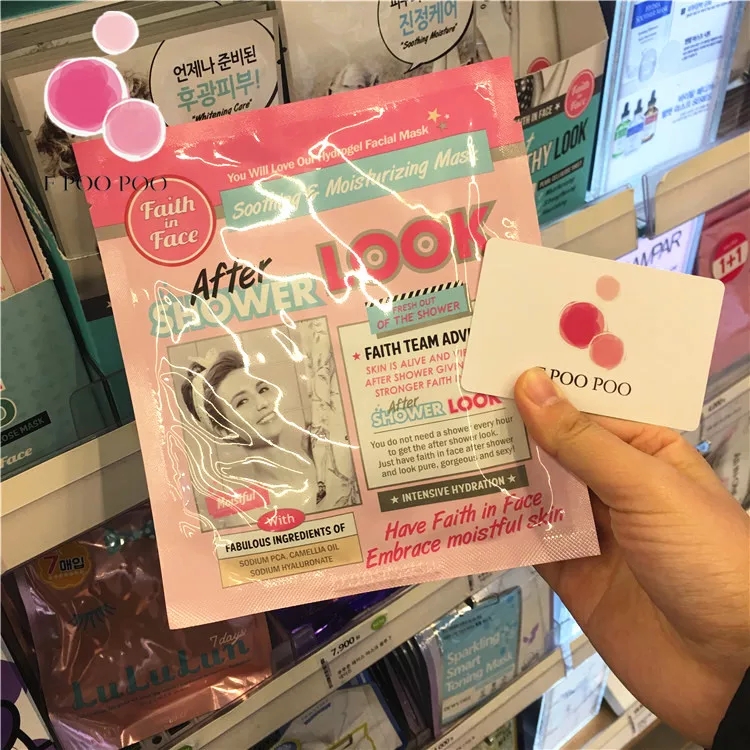 언제나 준비된
후광피부!
"Whitening Care"
진정케어
"Soothing Moisture"
Faith
in
Face
POO POO
You Will Love Our Hydrogel Facial Mask
Soothing & Moisturizing Mask
Faith
in
Face
After
SHOWER LOOK
FRESH OUT
OF THE SHOWER
FAITH TEAM ADVI
SKIN IS ALIVE AND
AFTER SHOWER
STRONGER FAITH
After
SHOWER LOOK
You do not need a shower every hour
to get the after shower look.
Just have faith in face after shower
and look pure, gorgeous and sexy!
INTENSIVE HYDRATION
Moistful
With
FABULOUS INGREDIENTS OF
SODIUM PCA, CAMELLIA OIL
SODIUM HYALURONATE
Have Faith in Face
Embrace moistful skin
POO POO
1+1
7매입
7days
LuLuLun
7,900
Sparkling
Smart
Toning Mask
Face